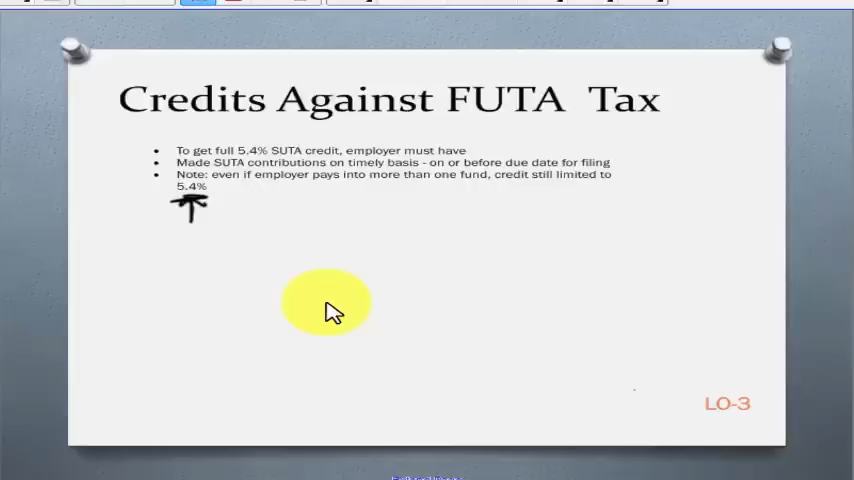 Credits Against FUTA Tax
• To get full 5.4% SUTA credit, employer must have
• Made SUTA contributions on timely basis - on or before due date for filing
• Note: even if employer pays into more than one fund, credit still limited to
5.4%
LO-3